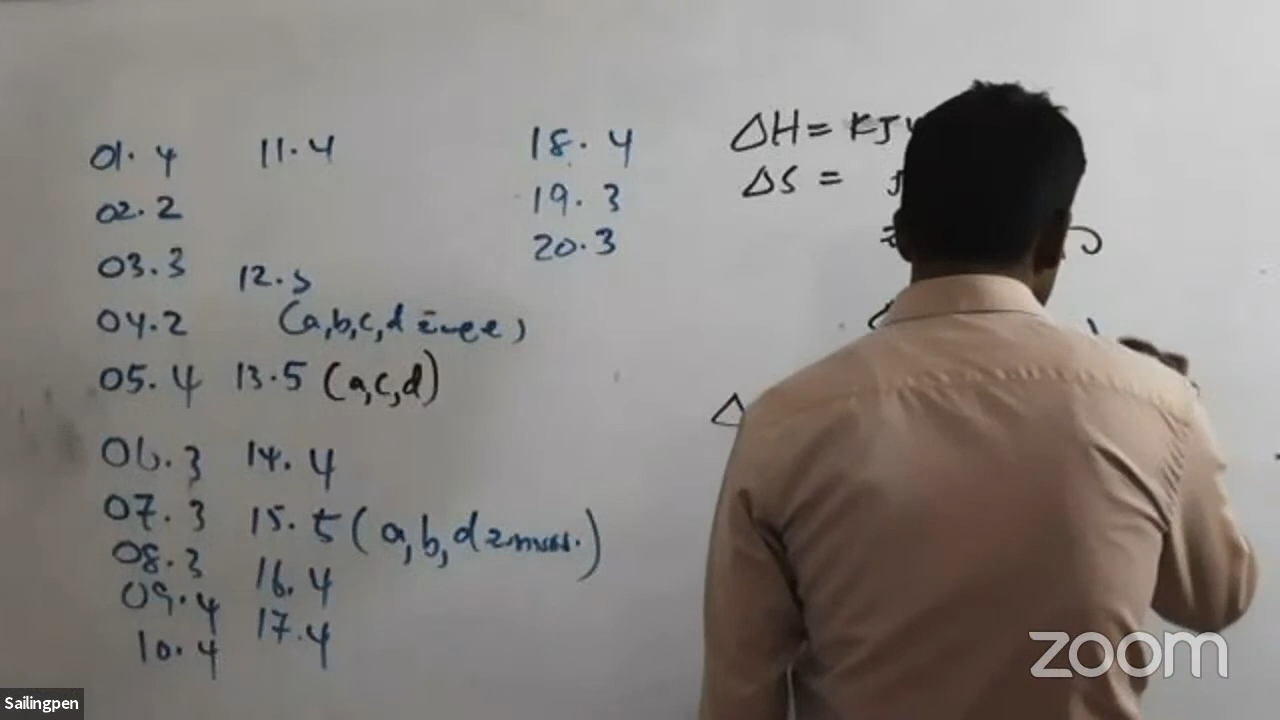 01. 4
02. 2
03. 3
04. 2
05. 4
06. 3
07. 3
08. 3
09. 4
10. 4
11. 4
12. 5
(a,b,c,d
13. 5 (a,c,d)
14. 4
15. 5 (a,b,d
16. 4
17. 4
18. 4
19. 3
20. 3
ΔH = KJ
ΔS =
Δ
zoom
Sailingpen